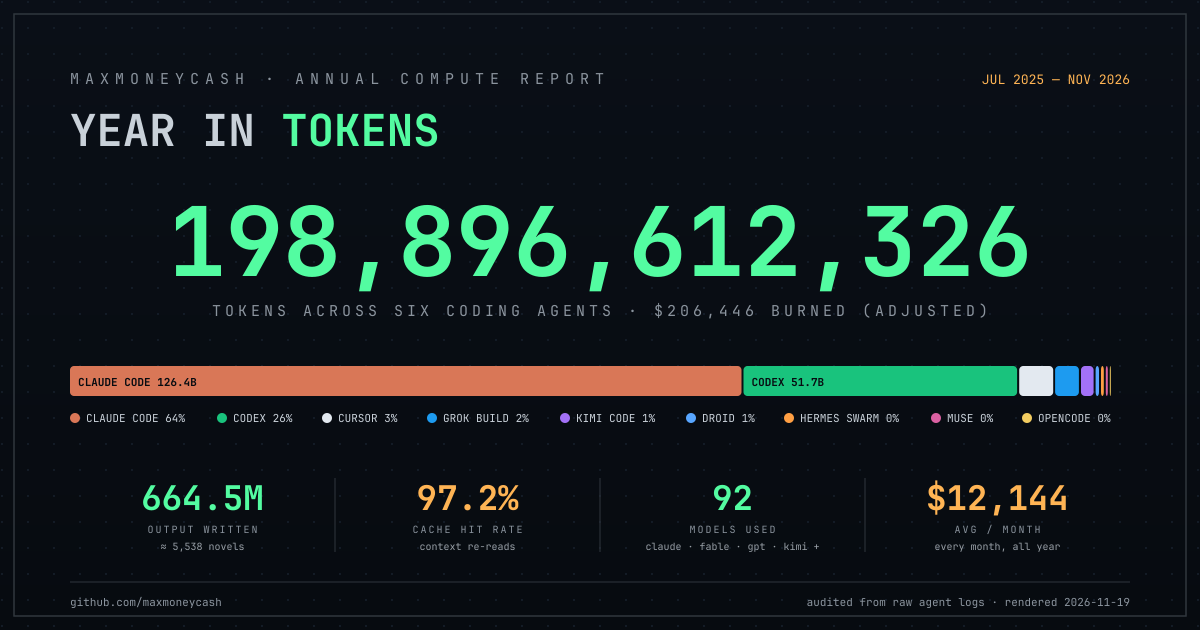 MAXMONEYCASH · ANNUAL COMPUTE REPORT
JUL 2025 — NOV 2026
YEAR IN TOKENS
198,896,612,326
TOKENS ACROSS SIX CODING AGENTS · $206,446 BURNED (ADJUSTED)
CLAUDE CODE 126.4B CODEX 51.7B
CLAUDE CODE 64% CODEX 26% CURSOR 3% GROK BUILD 2% KIMI CODE 1% DROID 1% HERMES SWARM 0% MUSE 0% OPENCODE 0%
664.5M 97.2% 92 $12,144
OUTPUT WRITTEN CACHE HIT RATE MODELS USED AVG / MONTH
≈ 5,538 novels context re-reads claude · fable · gpt · kimi + every month, all year
github.com/maxmoneycash audited from raw agent logs · rendered 2026-11-19